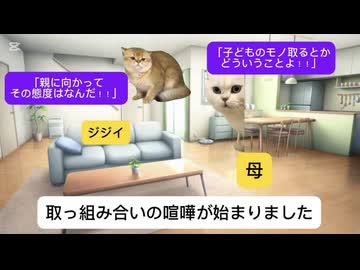 「親に向かって
その態度はなんだ！！」
「子どものモノ取るとか
どういうことよ！！」
ジジイ
母
取っ組み合いの喧嘩が始まりました